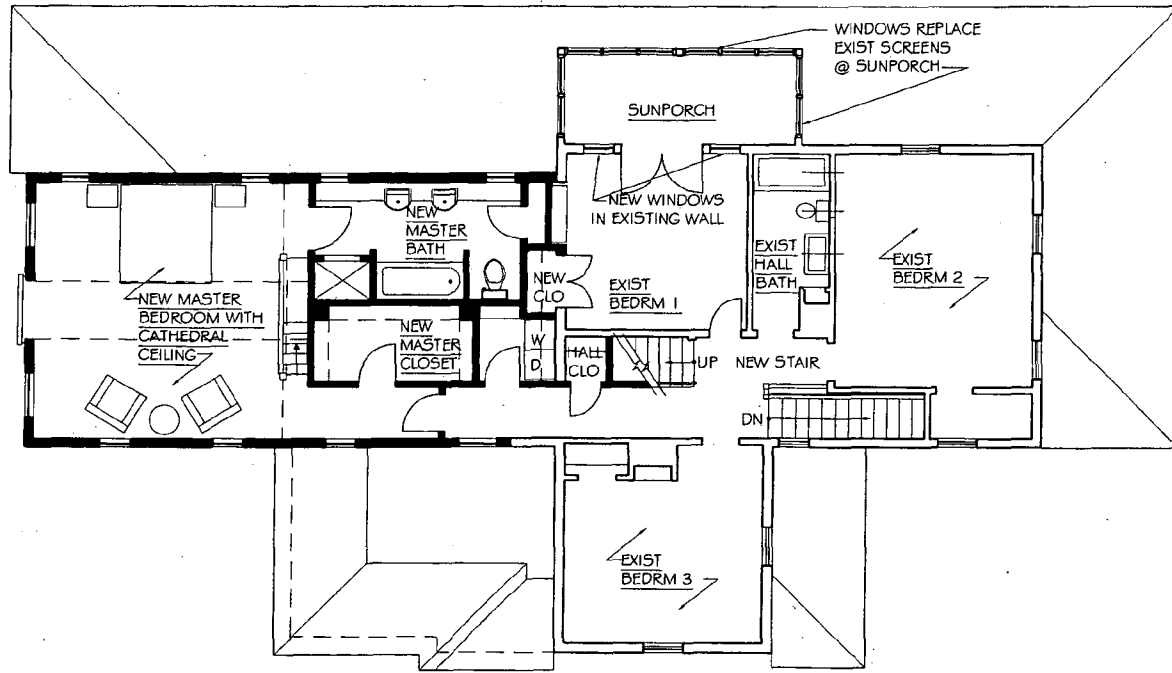 WINDOWS REPLACE
EXIST SCREENS
@ SUNPORCH
SUNPORCH
NEW WINDOWS
IN EXISTING WALL
NEW
MASTER
BATH
EXIST
HALL
BATH
EXIST
BEDRM 2
NEW
CLO
EXIST
BEDRM 1
NEW MASTER
BEDROOM WITH
CATHEDRAL
CEILING
NEW
MASTER
CLOSET
W
D
HALL
CLO
UP
NEW STAIR
DN
EXIST
BEDRM 3